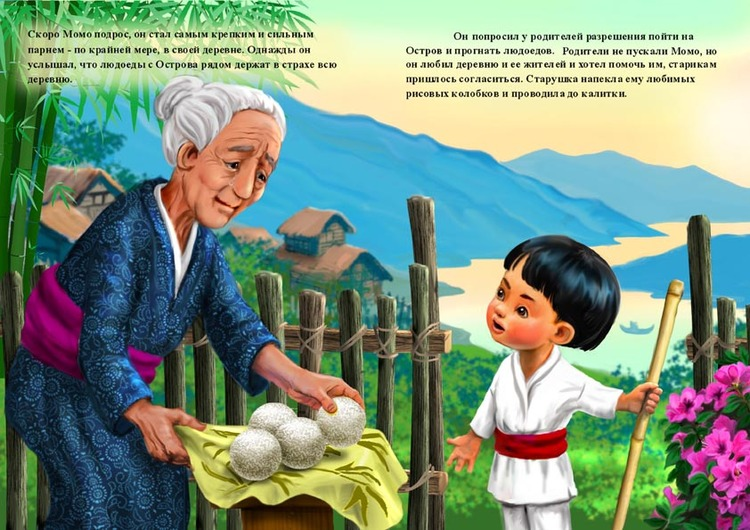 Скоро Момо подрос, он стал самым крепким и сильным
парнем - по крайней мере, в своей деревне. Однажды он
услышал, что людоеды с Острова рядом держат в страхе всю
деревню.
Он попросил у родителей разрешения пойти на
Остров и прогнать людоедов. Родители не пускали Момо, но
он любил деревню и ее жителей и хотел помочь им, старикам
пришлось согласиться. Старушка напекла ему любимых
рисовых колобков и проводила до калитки.